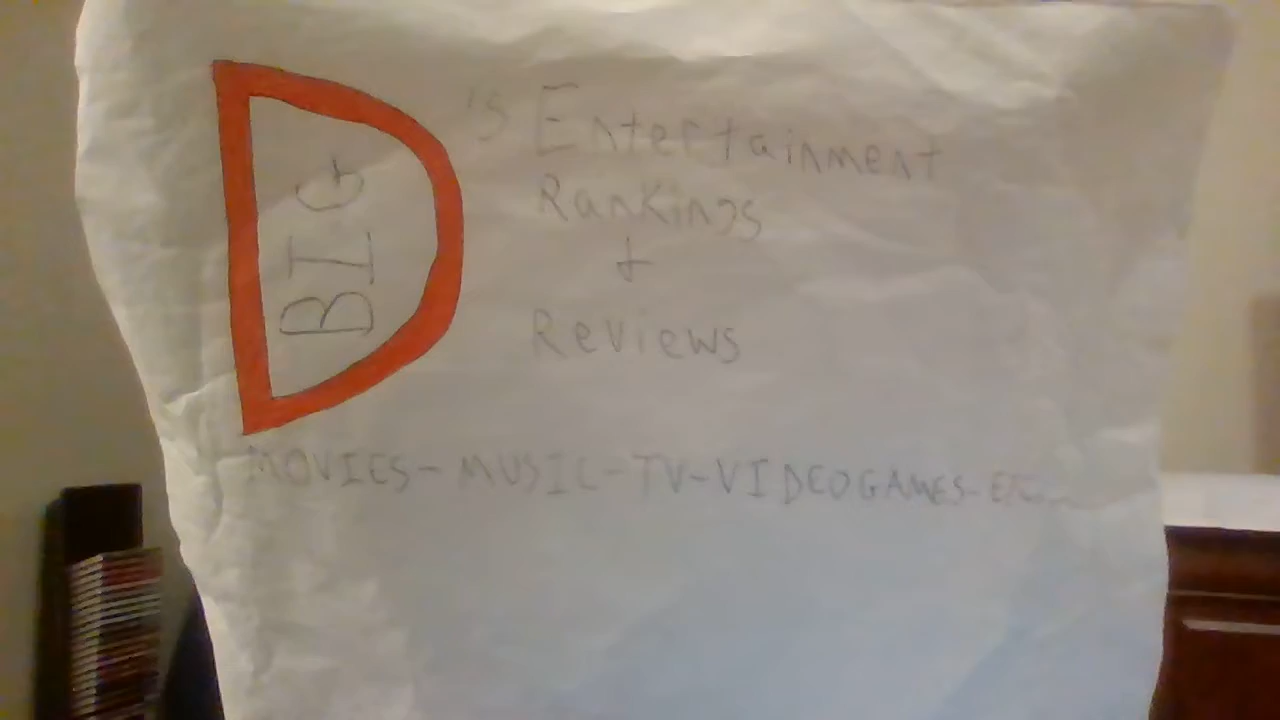 BIG
D's Entertainment
Rankings
+
Reviews
MOVIES-MUSIC-TV-VIDEOGAMES-ETC...